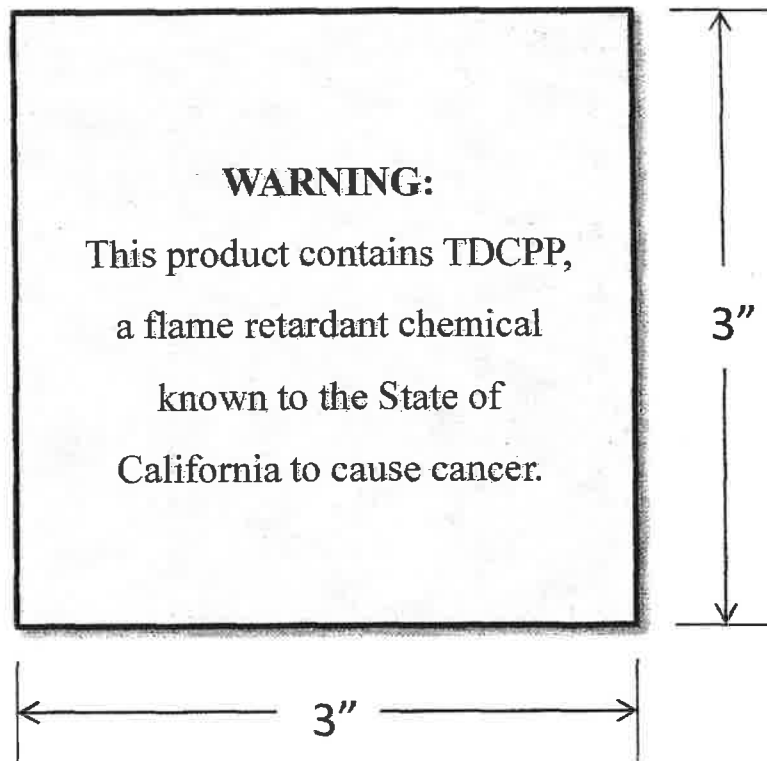 WARNING:
This product contains TDCPP,
a flame retardant chemical
known to the State of
California to cause cancer.
3”
3”